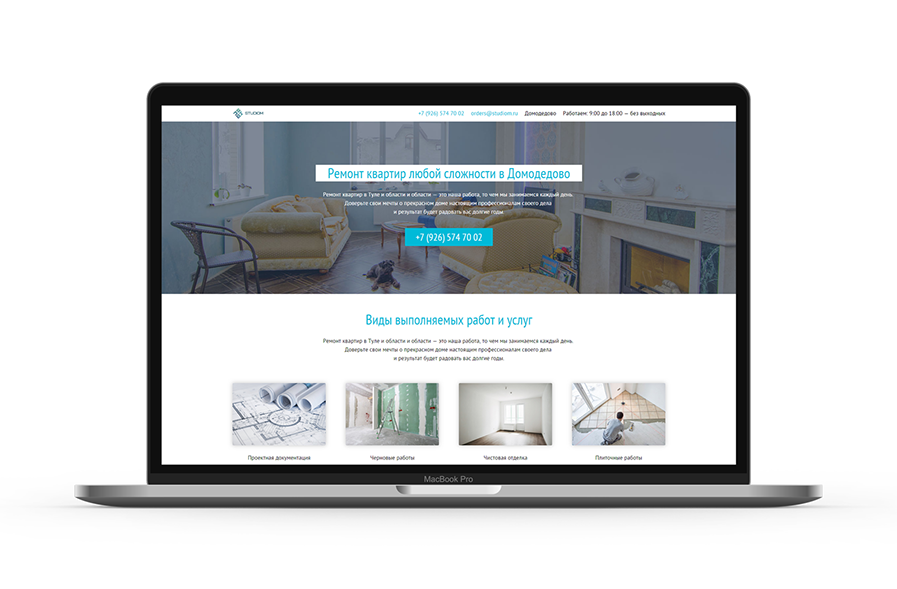 STUDIOM
+7 (926) 574 70 02 orders@studiom.ru Домодедово Работаем: 9:00 до 18:00 — Без выходных
Ремонт квартир любой сложности в Домодедово
Ремонт квартир в Туле и области и области — это наша работа, то чем мы занимаемся каждый день.
Доверьте свои мечты о прекрасном доме настоящим профессионалам своего дела
и результат будет радовать вас долгие годы.
+7 (926) 574 70 02
Виды выполняемых работ и услуг
Ремонт квартир в Туле и области и области — это наша работа, то чем мы занимаемся каждый день.
Доверьте свои мечты о прекрасном доме настоящим профессионалам своего дела
и результат будет радовать вас долгие годы.
Проектная документация Черновые работы Чистовая отделка Плиточные работы
MacBook Pro